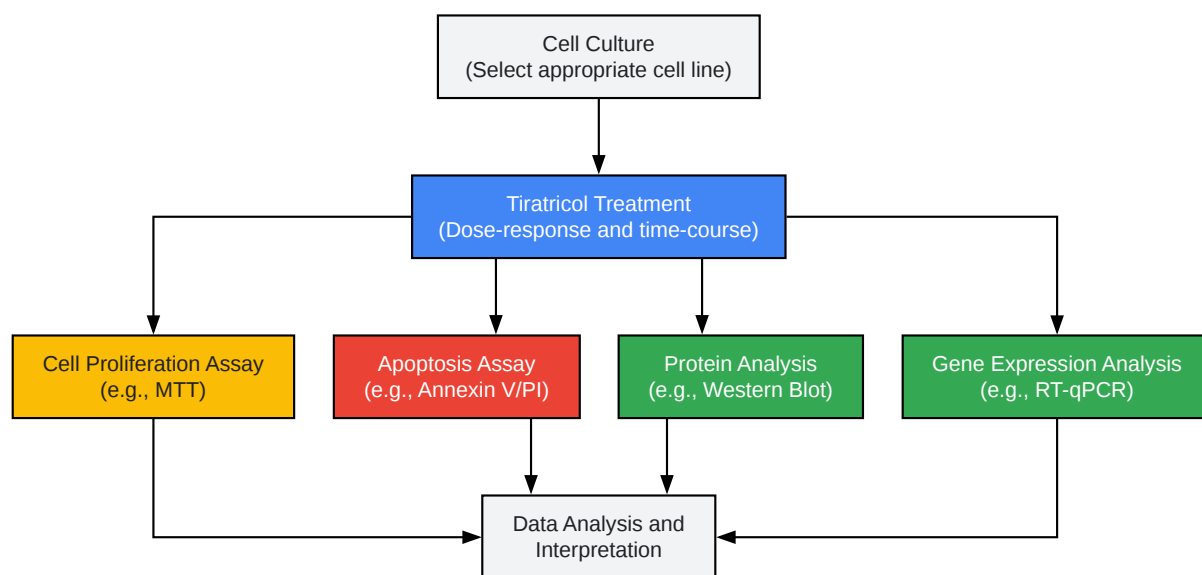 Cell Culture
(Select appropriate cell line)
Tiratricol Treatment
(Dose-response and time-course)
Cell Proliferation Assay
(e.g., MTT)
Apoptosis Assay
(e.g., Annexin V/PI)
Protein Analysis
(e.g., Western Blot)
Gene Expression Analysis
(e.g., RT-qPCR)
Data Analysis and
Interpretation